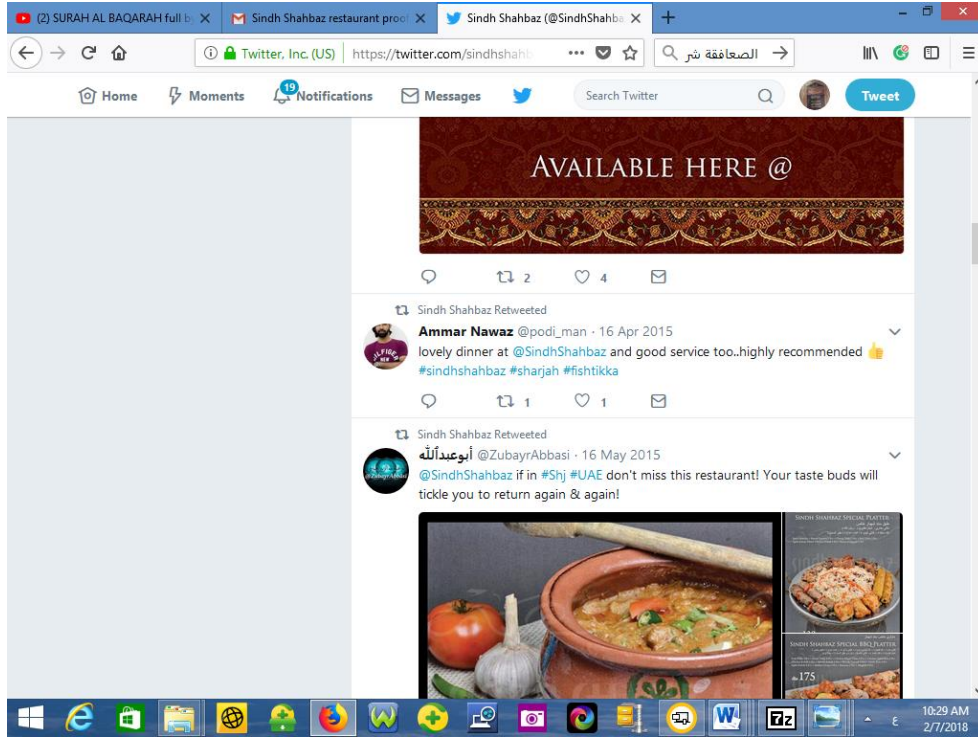 (2) SURAH AL BAQARAH full b
Sindh Shahbaz restaurant proof
Sindh Shahbaz (@SindhShahba
Twitter, Inc. (US)
https://twitter.com/sindhshah
الصعافقة شر
Home
Moments
19
Notifications
Messages
Search Twitter
Tweet
AVAILABLE HERE @
2
4
Sindh Shahbaz Retweeted
Ammar Nawaz @podi_man · 16 Apr 2015
lovely dinner at @SindhShahbaz and good service too..highly recommended 👍
#sindhshahbaz #sharjah #fishtikka
1
1
Sindh Shahbaz Retweeted
أبوعبدٱلله @ZubayrAbbasi · 16 May 2015
@SindhShahbaz if in #Shj #UAE don't miss this restaurant! Your taste buds will
tickle you to return again & again!
SINDH SHAHBAZ SPECIAL PLATTER
SINDH SHAHBAZ SPECIAL BBQ PLATTER
175
10:29 AM
2/7/2018